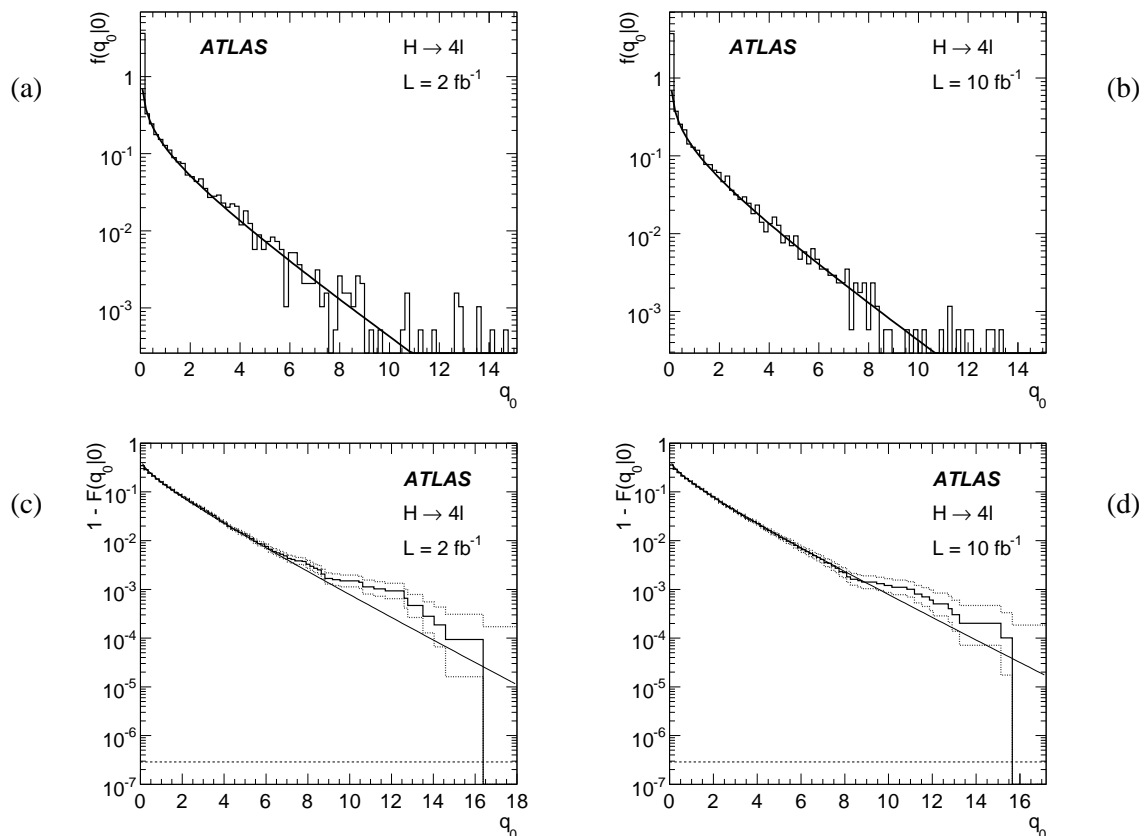 (a)
f(q₀|0)
ATLAS
H → 4l
L = 2 fb⁻¹
1
10⁻¹
10⁻²
10⁻³
0 2 4 6 8 10 12 14
q₀
(b)
f(q₀|0)
ATLAS
H → 4l
L = 10 fb⁻¹
1
10⁻¹
10⁻²
10⁻³
0 2 4 6 8 10 12 14
q₀
(c)
1 - F(q₀|0)
ATLAS
H → 4l
L = 2 fb⁻¹
1
10⁻¹
10⁻²
10⁻³
10⁻⁴
10⁻⁵
10⁻⁶
10⁻⁷
0 2 4 6 8 10 12 14 16 18
q₀
(d)
1 - F(q₀|0)
ATLAS
H → 4l
L = 10 fb⁻¹
1
10⁻¹
10⁻²
10⁻³
10⁻⁴
10⁻⁵
10⁻⁶
10⁻⁷
0 2 4 6 8 10 12 14 16
q₀